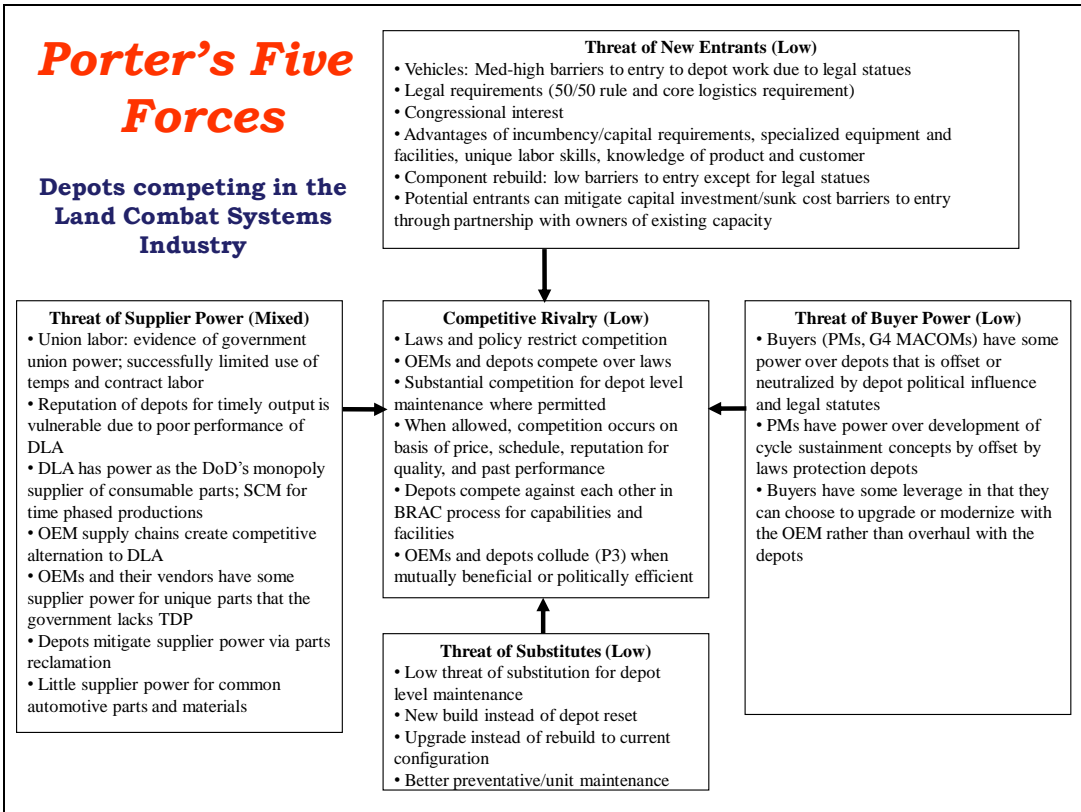 Porter's Five
Forces
Depots competing in the
Land Combat Systems
Industry
Threat of New Entrants (Low)
• Vehicles: Med-high barriers to entry to depot work due to legal statues
• Legal requirements (50/50 rule and core logistics requirement)
• Congressional interest
• Advantages of incumbency/capital requirements, specialized equipment and
facilities, unique labor skills, knowledge of product and customer
• Component rebuild: low barriers to entry except for legal statues
• Potential entrants can mitigate capital investment/sunk cost barriers to entry
through partnership with owners of existing capacity
Threat of Supplier Power (Mixed)
• Union labor: evidence of government
union power; successfully limited use of
temps and contract labor
• Reputation of depots for timely output is
vulnerable due to poor performance of
DLA
• DLA has power as the DoD's monopoly
supplier of consumable parts; SCM for
time phased productions
• OEM supply chains create competitive
alternation to DLA
• OEMs and their vendors have some
supplier power for unique parts that the
government lacks TDP
• Depots mitigate supplier power via parts
reclamation
• Little supplier power for common
automotive parts and materials
Competitive Rivalry (Low)
• Laws and policy restrict competition
• OEMs and depots compete over laws
• Substantial competition for depot level
maintenance where permitted
• When allowed, competition occurs on
basis of price, schedule, reputation for
quality, and past performance
• Depots compete against each other in
BRAC process for capabilities and
facilities
• OEMs and depots collude (P3) when
mutually beneficial or politically efficient
Threat of Buyer Power (Low)
• Buyers (PMs, G4 MACOMs) have some
power over depots that is offset or
neutralized by depot political influence
and legal statutes
• PMs have power over development of
cycle sustainment concepts by offset by
laws protection depots
• Buyers have some leverage in that they
can choose to upgrade or modernize with
the OEM rather than overhaul with the
depots
Threat of Substitutes (Low)
• Low threat of substitution for depot
level maintenance
• New build instead of depot reset
• Upgrade instead of rebuild to current
configuration
• Better preventative/unit maintenance